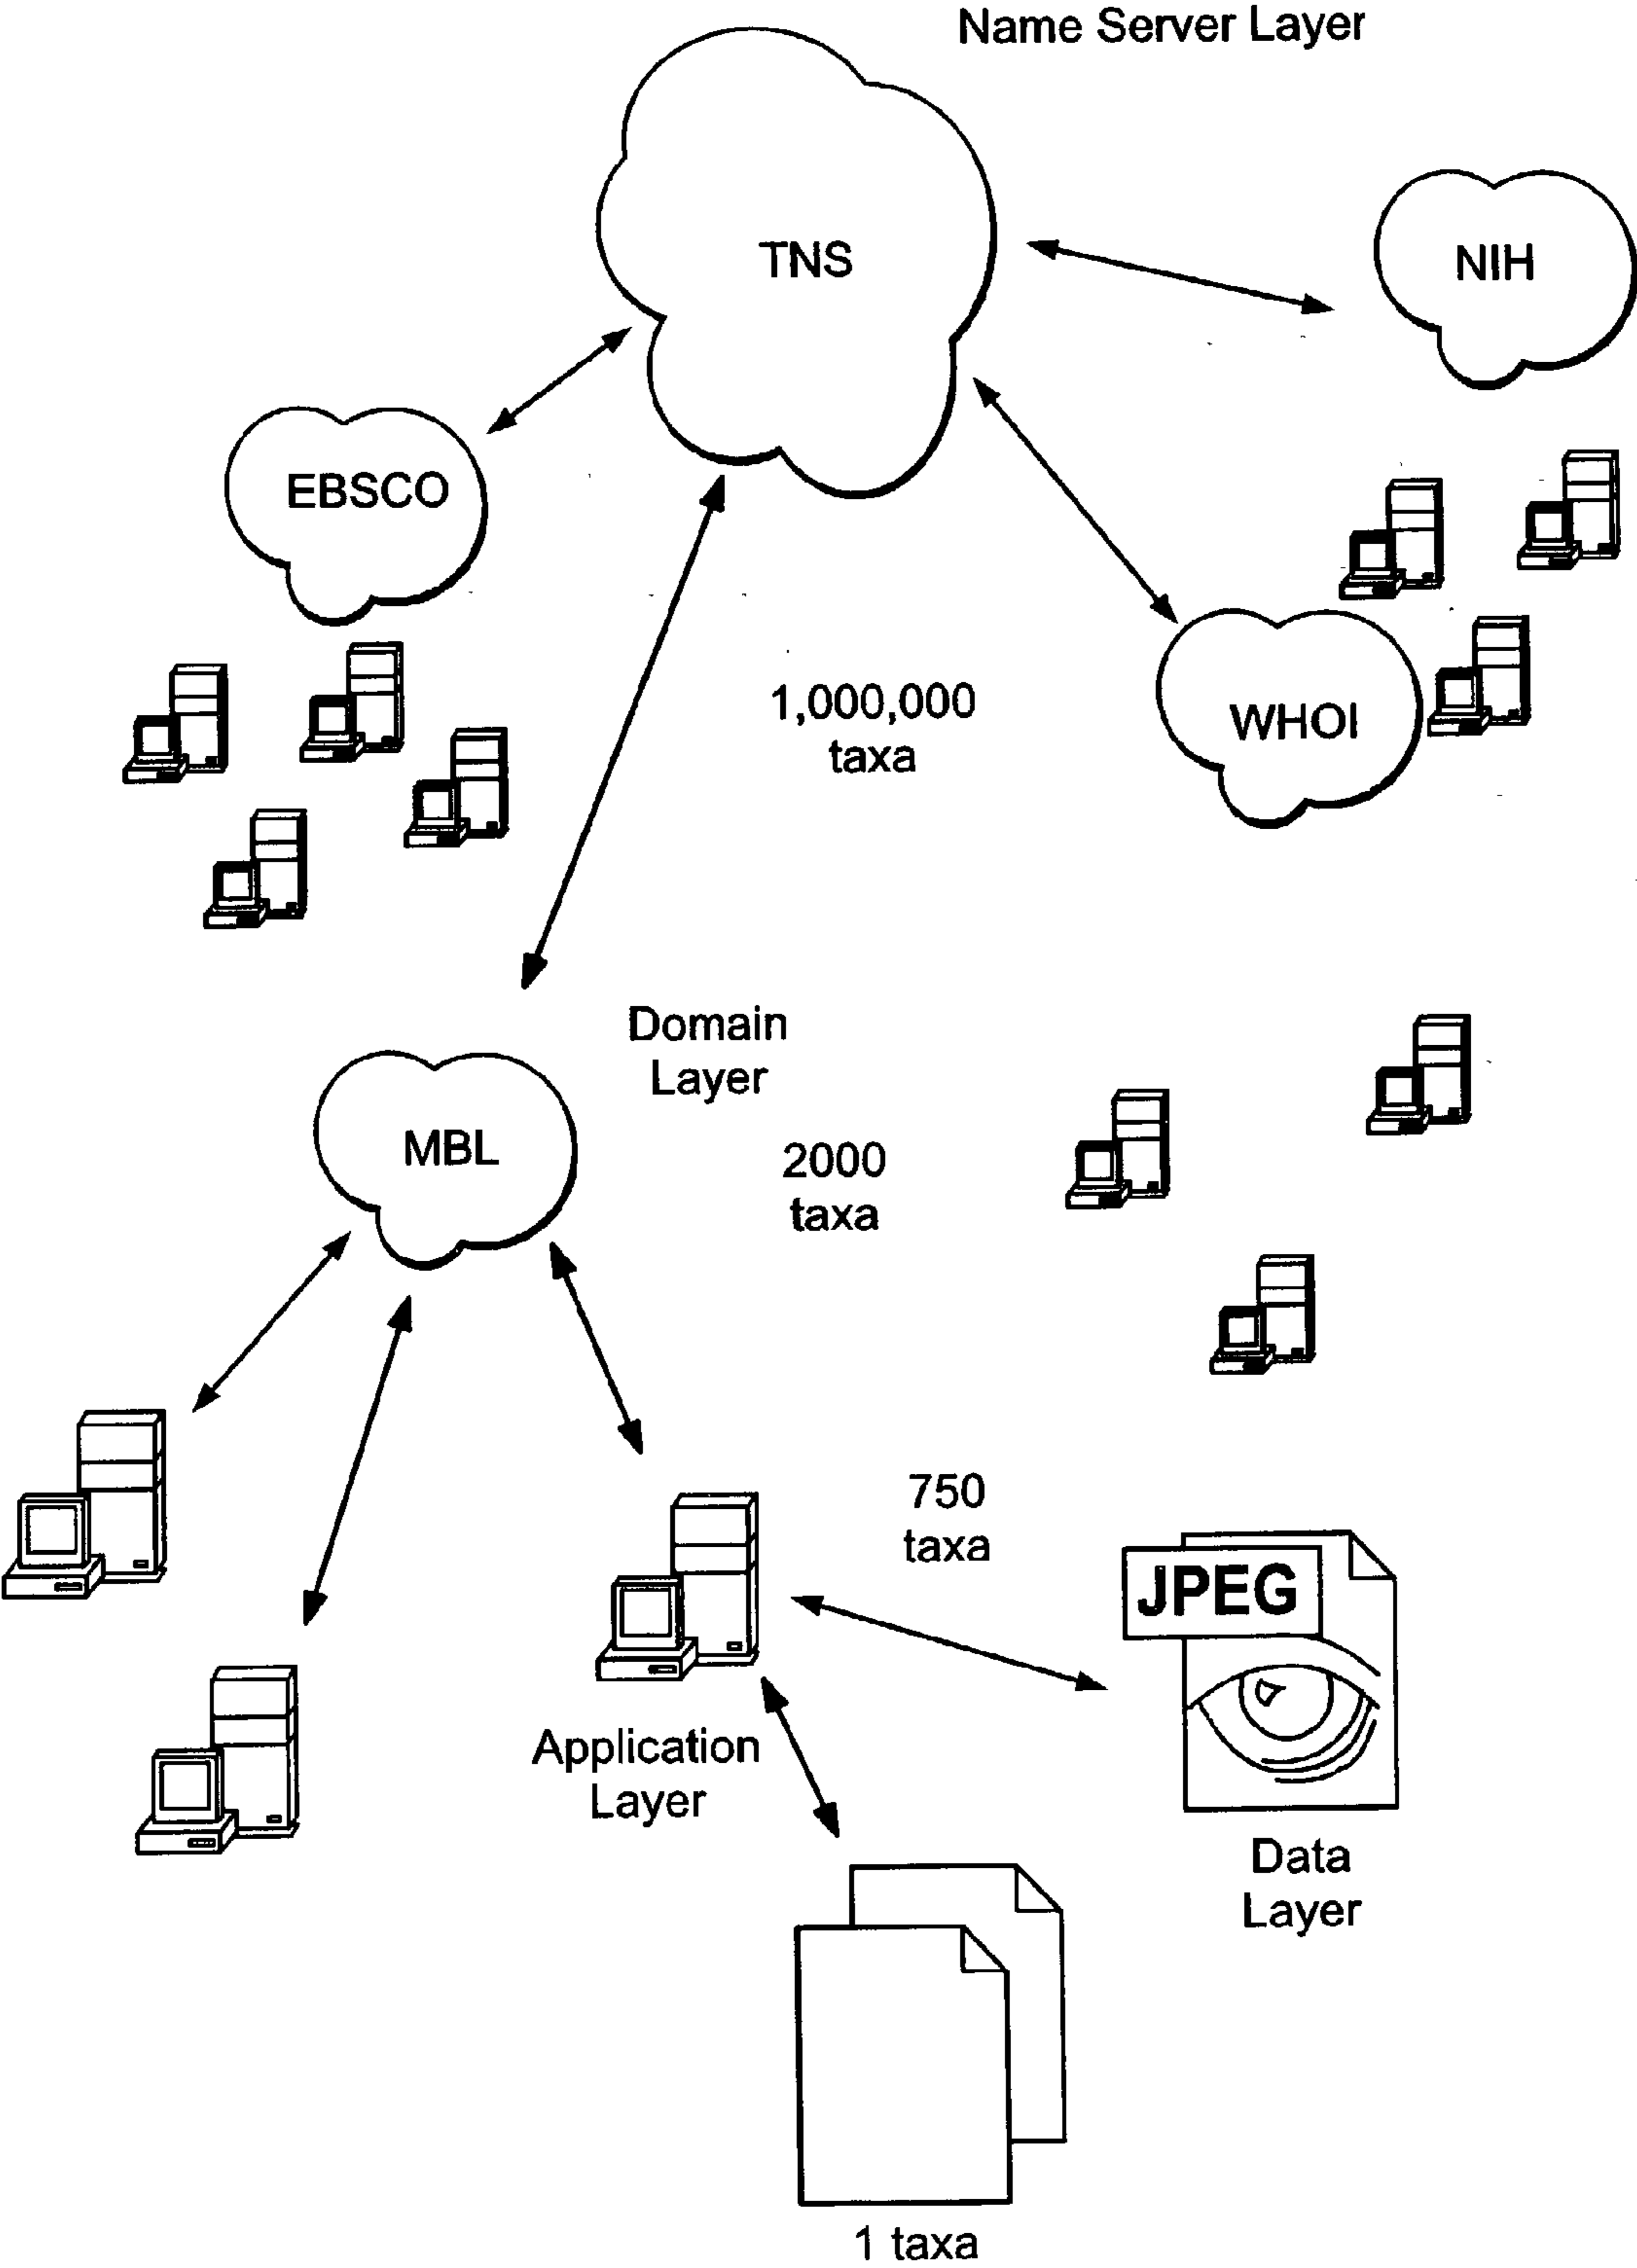 Name Server Layer
TNS
NIH
EBSCO
1,000,000
taxa
WHOI
Domain
Layer
MBL
2000
taxa
750
taxa
JPEG
Application
Layer
Data
Layer
1 taxa